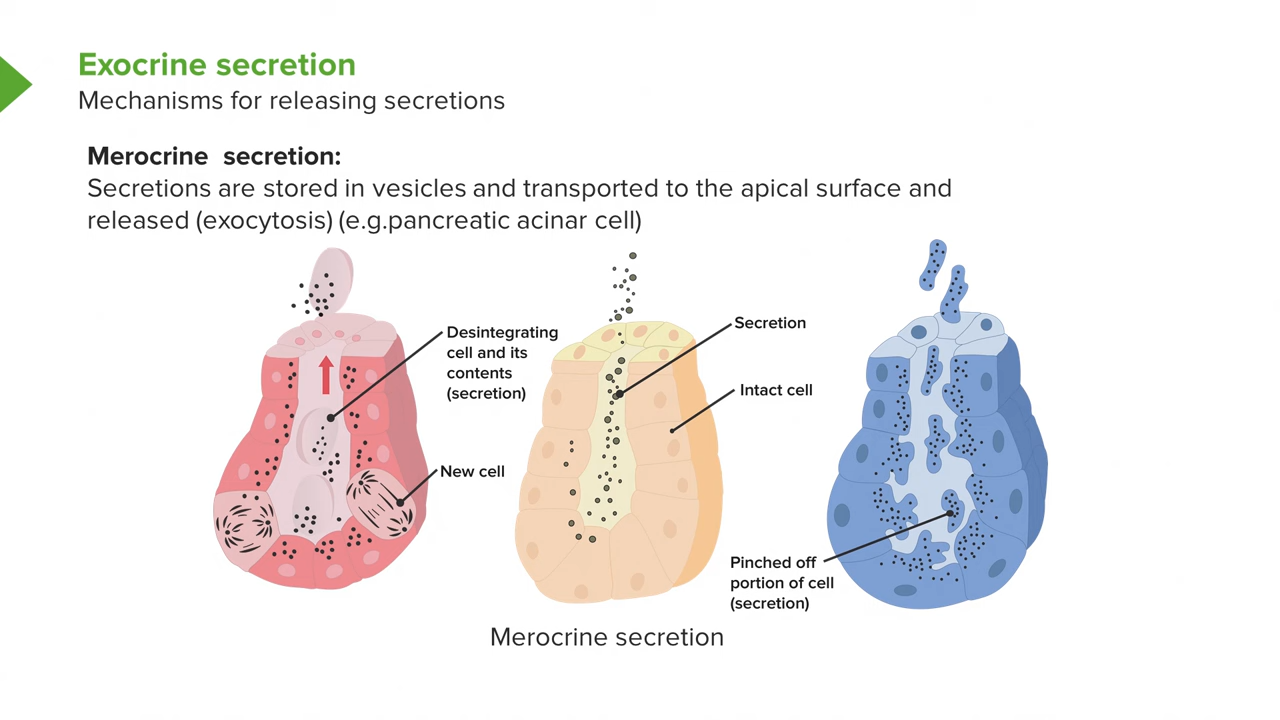 Exocrine secretion
Mechanisms for releasing secretions
Merocrine secretion:
Secretions are stored in vesicles and transported to the apical surface and
released (exocytosis) (e.g.pancreatic acinar cell)
Desintegrating
cell and its
contents
(secretion)
New cell
Secretion
Intact cell
Pinched off
portion of cell
(secretion)
Merocrine secretion